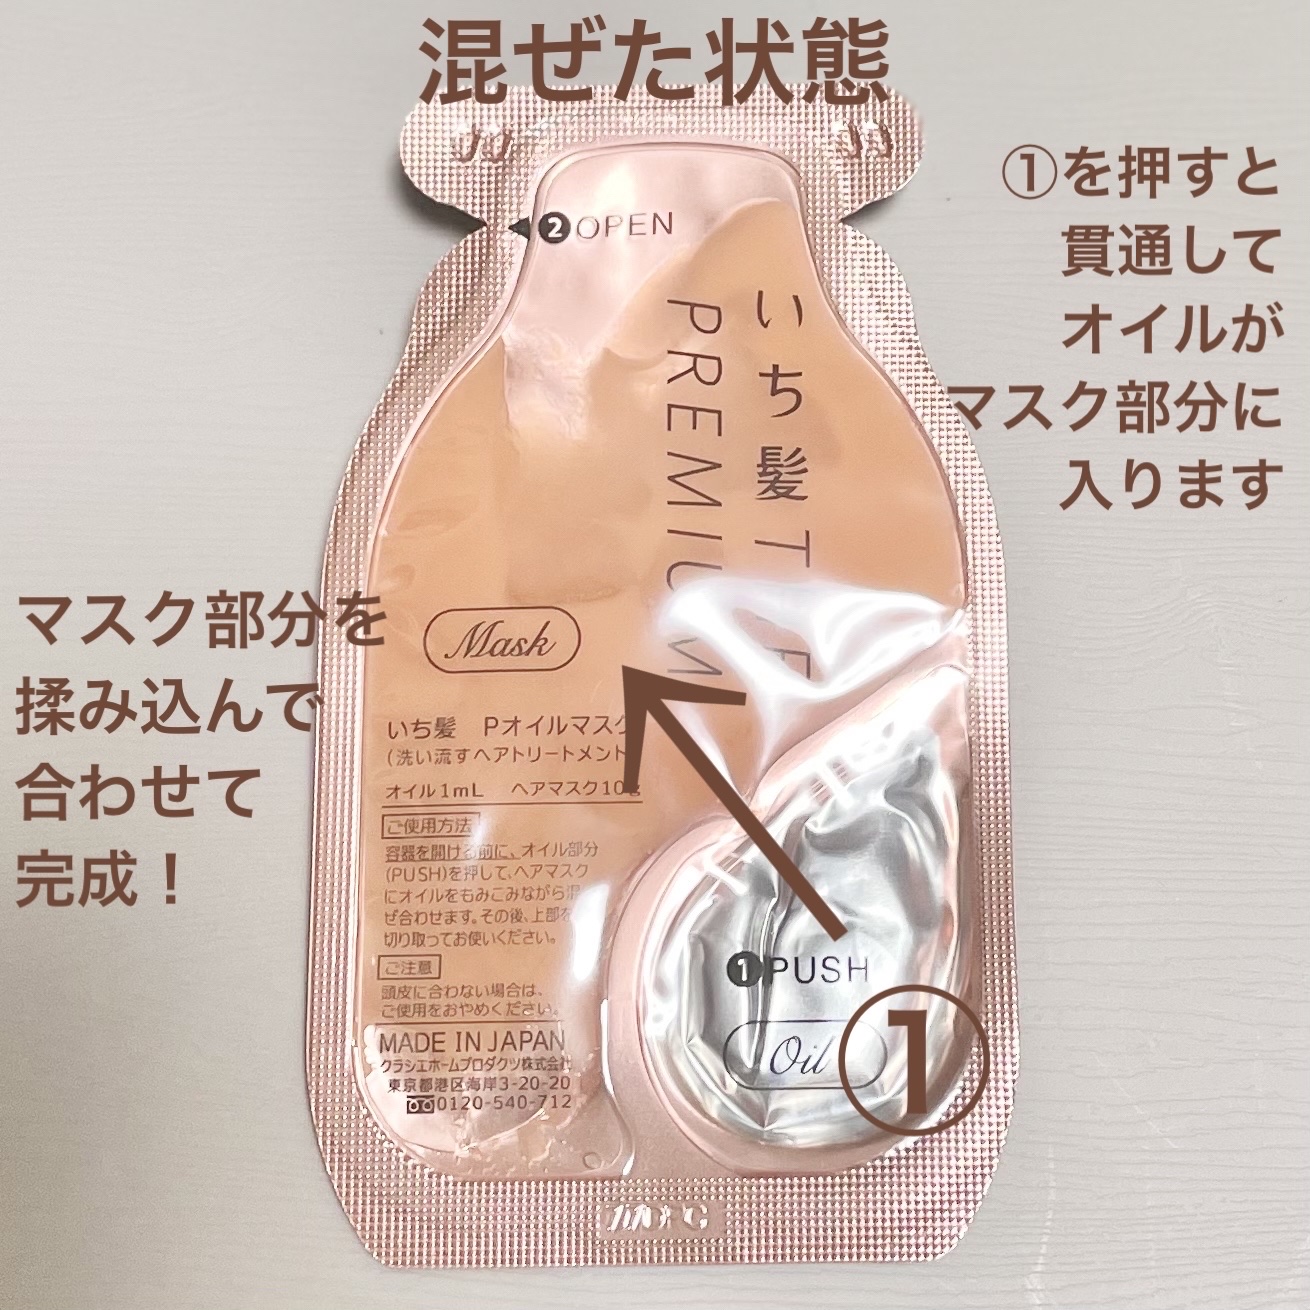 混ぜた状態
①を押すと
貫通して
オイルが
マスク部分に
入ります
❷OPEN
いち髪 T
PREMIUM
マスク部分を
揉み込んで
合わせて
完成！
Mask
いち髪 Pオイルマスク
(洗い流すヘアトリートメント
オイル1mL ヘアマスク10g
ご使用方法
容器を開ける前に、オイル部分
(PUSH)を押して、ヘアマスク
にオイルをもみこみながら混
ぜ合わせます。その後、上部を
切り取ってお使いください。
ご注意
頭皮に合わない場合は、
ご使用をおやめください。
MADE IN JAPAN
クラシエホームプロダクツ株式会社
東京都港区海岸3-20-20
0120-540-712
❶PUSH
Oil
①